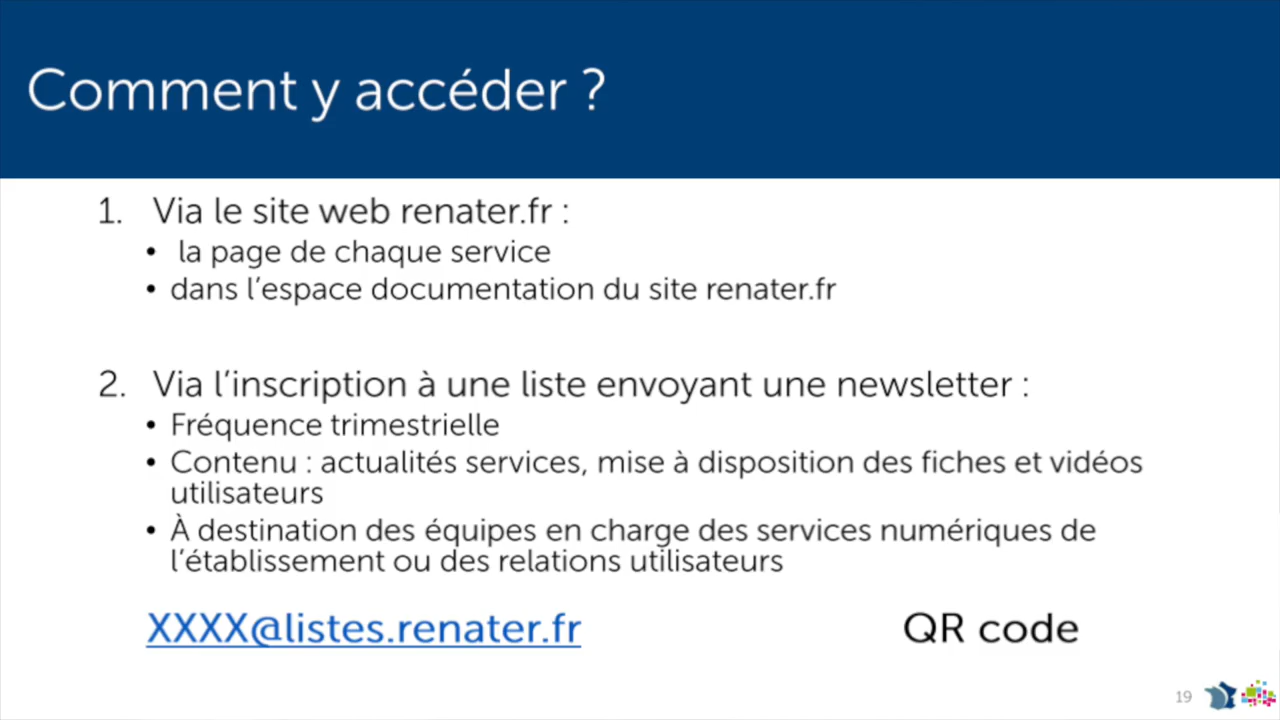 Comment y accéder ?
1. Via le site web renater.fr :
• la page de chaque service
• dans l’espace documentation du site renater.fr
2. Via l’inscription à une liste envoyant une newsletter :
• Fréquence trimestrielle
• Contenu : actualités services, mise à disposition des fiches et vidéos
utilisateurs
• À destination des équipes en charge des services numériques de
l’établissement ou des relations utilisateurs
XXXX@listes.renater.fr
QR code
19